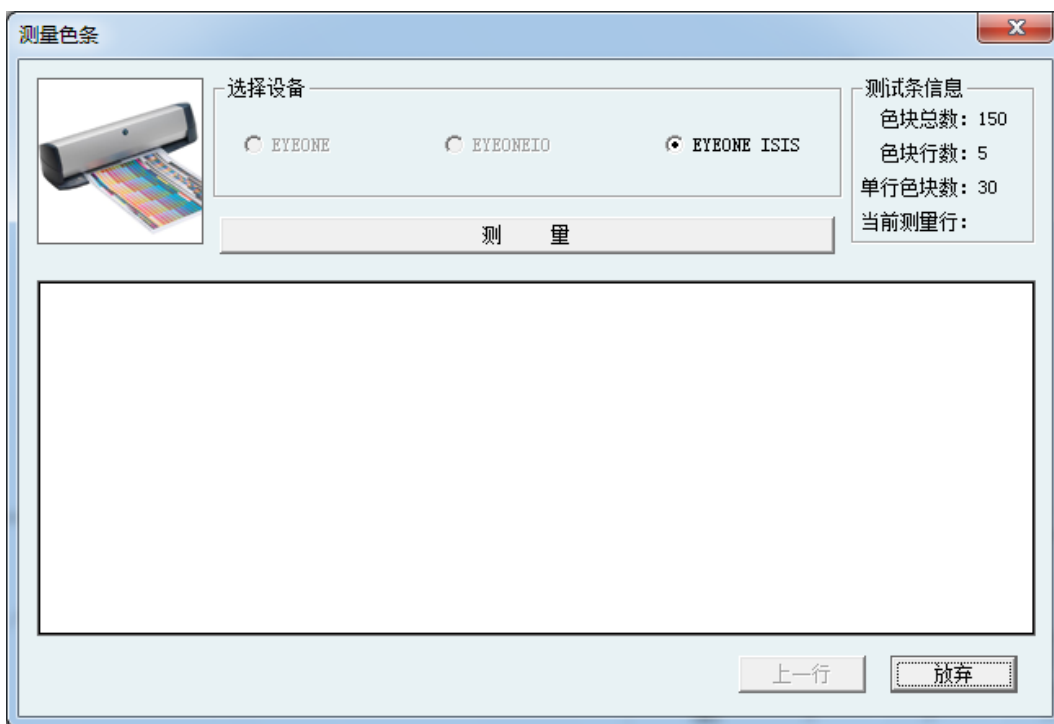 测量色条
选择设备
EYEONE
EYEONEIO
EYEONE ISIS
测 量
测试条信息
色块总数: 150
色块行数: 5
单行色块数: 30
当前测量行:
上一行
放弃